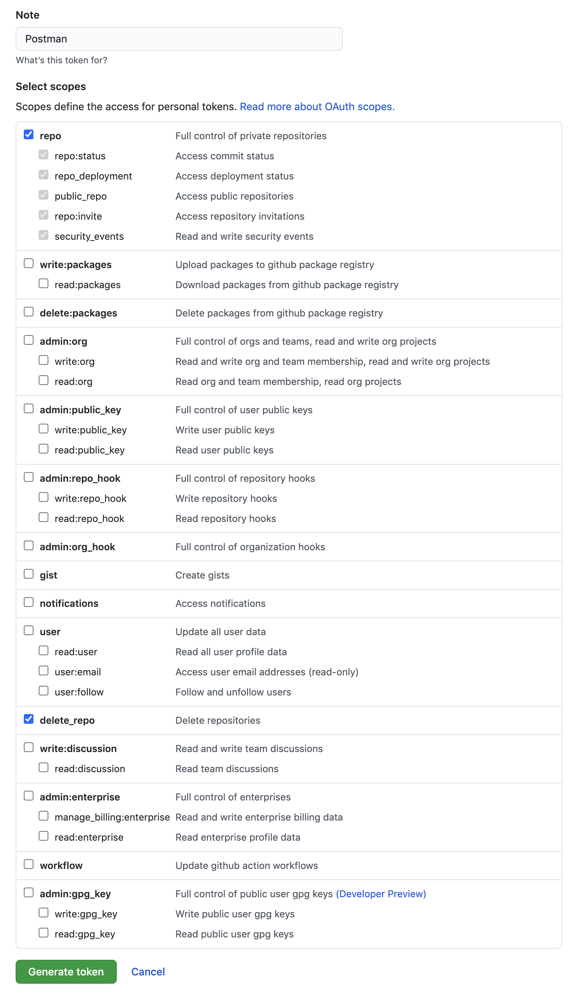 Note
Postman
What's this token for?
Select scopes
Scopes define the access for personal tokens. Read more about OAuth scopes.
repo Full control of private repositories
repo:status Access commit status
repo_deployment Access deployment status
public_repo Access public repositories
repo:invite Access repository invitations
security_events Read and write security events
write:packages Upload packages to github package registry
read:packages Download packages from github package registry
delete:packages Delete packages from github package registry
admin:org Full control of orgs and teams, read and write org projects
write:org Read and write org and team membership, read and write org projects
read:org Read org and team membership, read org projects
admin:public_key Full control of user public keys
write:public_key Write user public keys
read:public_key Read user public keys
admin:repo_hook Full control of repository hooks
write:repo_hook Write repository hooks
read:repo_hook Read repository hooks
admin:org_hook Full control of organization hooks
gist Create gists
notifications Access notifications
user Update all user data
read:user Read all user profile data
user:email Access user email addresses (read-only)
user:follow Follow and unfollow users
delete_repo Delete repositories
write:discussion Read and write team discussions
read:discussion Read team discussions
admin:enterprise Full control of enterprises
manage_billing:enterprise Read and write enterprise billing data
read:enterprise Read enterprise profile data
workflow Update github action workflows
admin:gpg_key Full control of public user gpg keys (Developer Preview)
write:gpg_key Write public user gpg keys
read:gpg_key Read public user gpg keys
Generate token Cancel